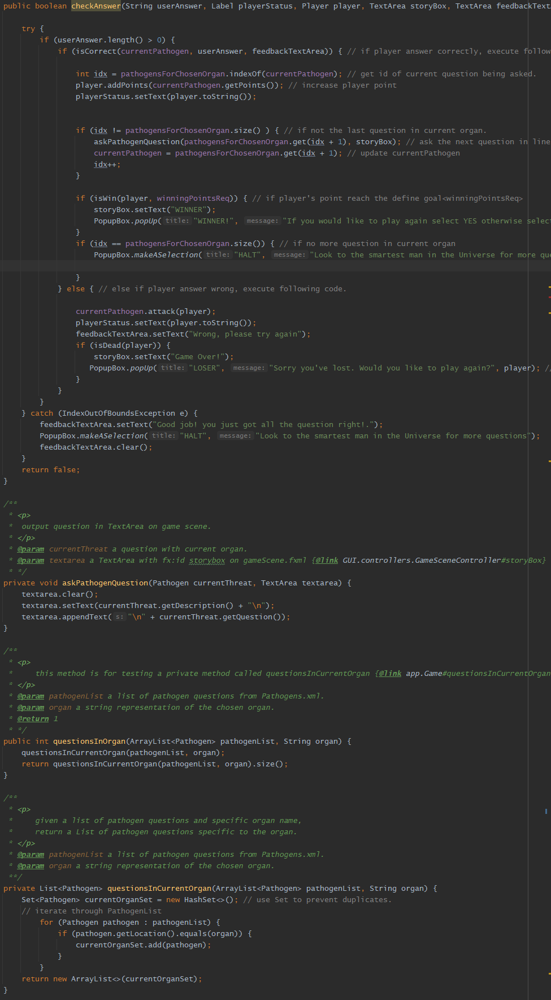 public boolean checkAnswer(String userAnswer, Label playerStatus, Player player, TextArea storyBox, TextArea feedbackText
try {
if (userAnswer.length() > 0) {
if (isCorrect(currentPathogen, userAnswer, feedbackTextArea)) { // if player answer correctly, execute follow
int idx = pathogensForChosenOrgan.indexOf(currentPathogen); // get id of current question being asked.
player.addPoints(currentPathogen.getPoints()); // increase player point
playerStatus.setText(player.toString());
if (idx != pathogensForChosenOrgan.size() ) { // if not the last question in current organ.
askPathogenQuestion(pathogensForChosenOrgan.get(idx + 1), storyBox); // ask the next question in line
currentPathogen = pathogensForChosenOrgan.get(idx + 1); // update currentPathogen
idx++;
}
if (isWin(player, winningPointsReq)) { // if player's point reach the define goal<winningPointsReq>
storyBox.setText("WINNER");
PopupBox.popUp( title: "WINNER!", message: "If you would like to play again select YES otherwise selec
}
if (idx == pathogensForChosenOrgan.size()) { // if no more question in current organ
PopupBox.makeASelection( title: "HALT", message: "Look to the smartest man in the Universe for more que
}
} else { // else if player answer wrong, execute following code.
currentPathogen.attack(player);
playerStatus.setText(player.toString());
feedbackTextArea.setText("Wrong, please try again");
if (isDead(player)) {
storyBox.setText("Game Over!");
PopupBox.popUp( title: "LOSER", message: "Sorry you've lost. Would you like to play again?", player); //
}
}
}
} catch (IndexOutOfBoundsException e) {
feedbackTextArea.setText("Good job! you just got all the question right!.");
PopupBox.makeASelection( title: "HALT", message: "Look to the smartest man in the Universe for more questions");
feedbackTextArea.clear();
}
return false;
}
/**
* <p>
* output question in TextArea on game scene.
* </p>
* @param currentThreat a question with current organ.
* @param textarea a TextArea with fx:id storybox on gameScene.fxml {@link GUI.controllers.GameSceneController#storyBox}
* */
private void askPathogenQuestion(Pathogen currentThreat, TextArea textarea) {
textarea.clear();
textarea.setText(currentThreat.getDescription() + "\n");
textarea.appendText( s: "\n" + currentThreat.getQuestion());
}
/**
* <p>
* this method is for testing a private method called questionsInCurrentOrgan {@link app.Game#questionsInCurrentOrgan
* </p>
* @param pathogenList a list of pathogen questions from Pathogens.xml.
* @param organ a string representation of the chosen organ.
* @return 1
* */
public int questionsInOrgan(ArrayList<Pathogen> pathogenList, String organ) {
questionsInCurrentOrgan(pathogenList, organ);
return questionsInCurrentOrgan(pathogenList, organ).size();
}
/**
* <p>
* given a list of pathogen questions and specific organ name,
* return a List of pathogen questions specific to the organ.
* </p>
* @param pathogenList a list of pathogen questions from Pathogens.xml.
* @param organ a string representation of the chosen organ.
**/
private List<Pathogen> questionsInCurrentOrgan(ArrayList<Pathogen> pathogenList, String organ) {
Set<Pathogen> currentOrganSet = new HashSet<>(); // use Set to prevent duplicates.
// iterate through PathogenList
for (Pathogen pathogen : pathogenList) {
if (pathogen.getLocation().equals(organ)) {
currentOrganSet.add(pathogen);
}
}
return new ArrayList<>(currentOrganSet);
}